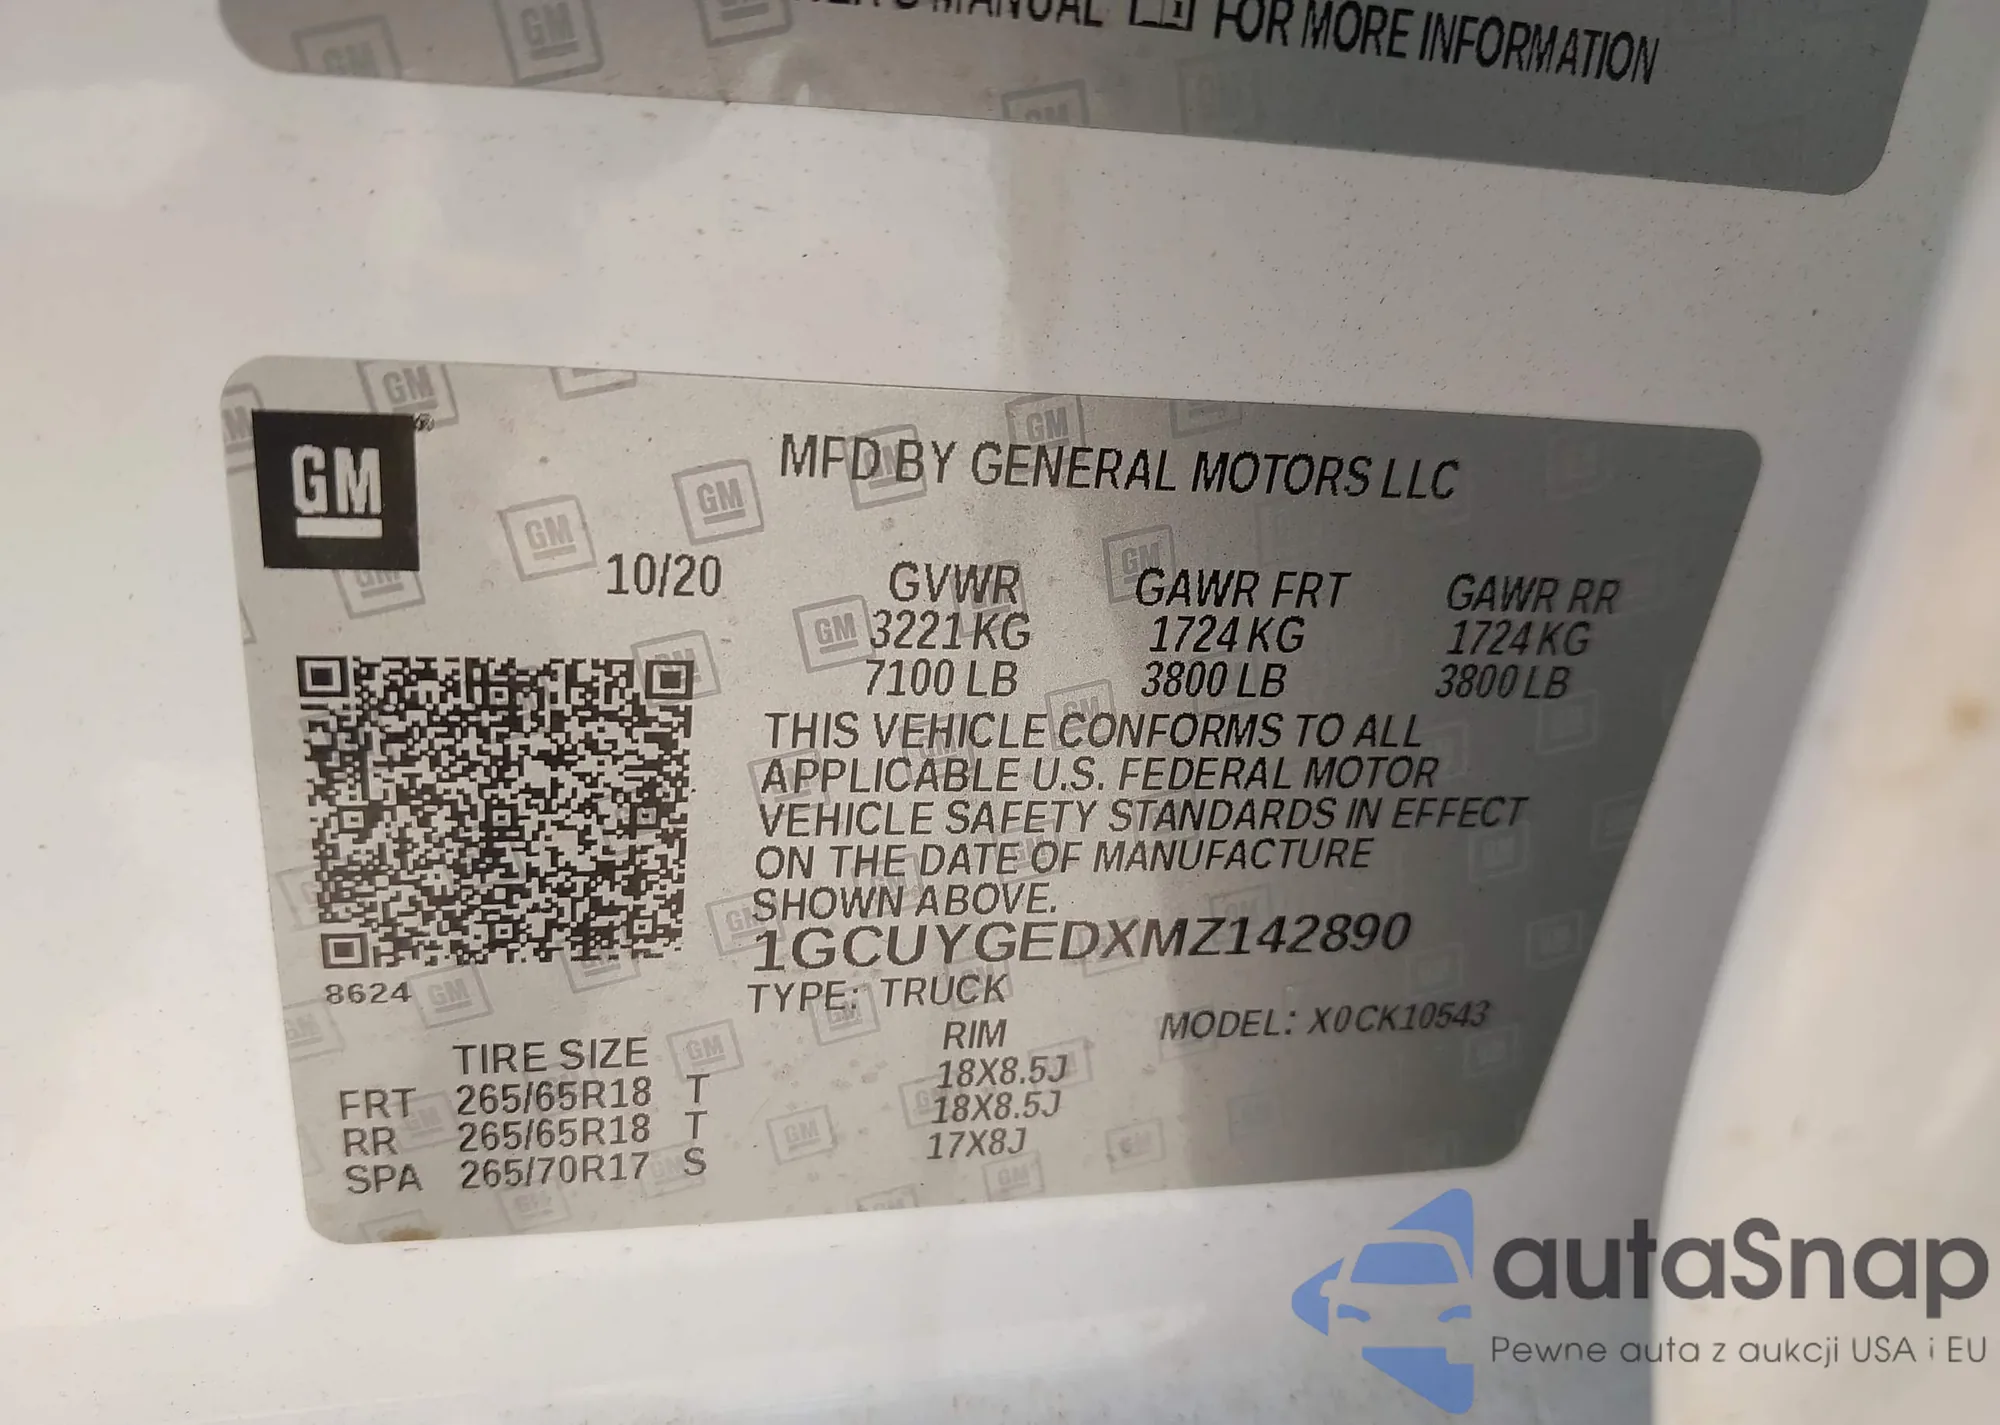 MANUAL FOR MORE INFORMATION
GM
MFD BY GENERAL MOTORS LLC
10/20 GVWR GAWR FRT GAWR RR
3221 KG 1724 KG 1724 KG
7100 LB 3800 LB 3800 LB
THIS VEHICLE CONFORMS TO ALL
APPLICABLE U.S. FEDERAL MOTOR
VEHICLE SAFETY STANDARDS IN EFFECT
ON THE DATE OF MANUFACTURE
SHOWN ABOVE.
1GCUYGEDXMZ142890
8624
TYPE: TRUCK
MODEL: X0CK10543
TIRE SIZE RIM
FRT 265/65R18 T 18X8.5J
RR 265/65R18 T 18X8.5J
SPA 265/70R17 S 17X8J
autaSnap
Pewne auta z aukcji USA i EU